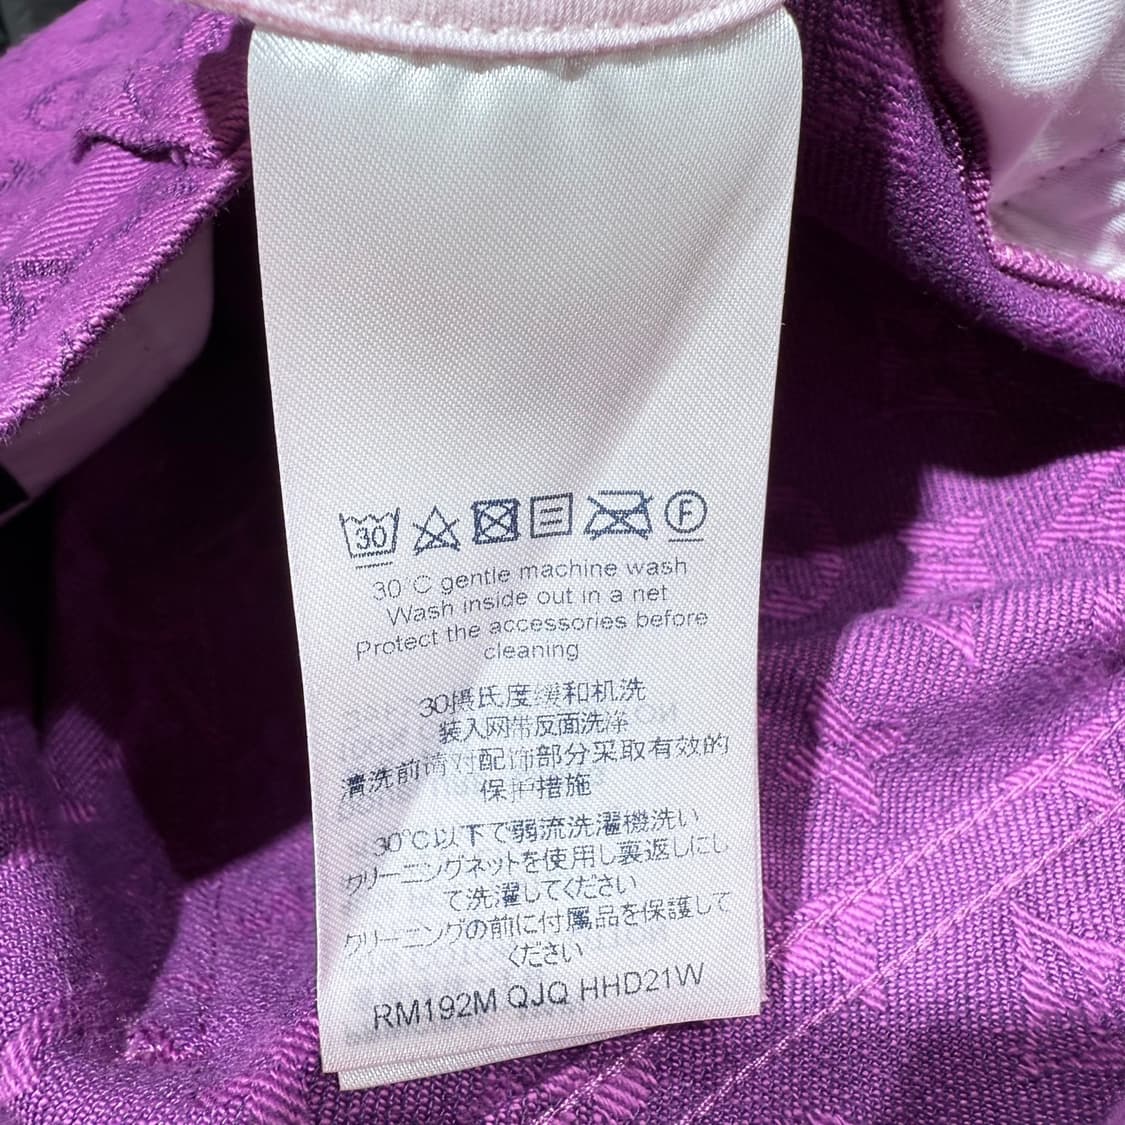 30
F
30°C gentle machine wash
Wash inside out in a net
Protect the accessories before
cleaning
30摄氏度缓和机洗
装入网带反面洗净
清洗前请对配饰部分采取有效的
保护措施
30℃以下で弱流洗濯機洗い
クリーニングネットを使用し裏返しにし
て洗濯してください
クリーニングの前に付属品を保護して
ください
RM192M QJQ HHD21W